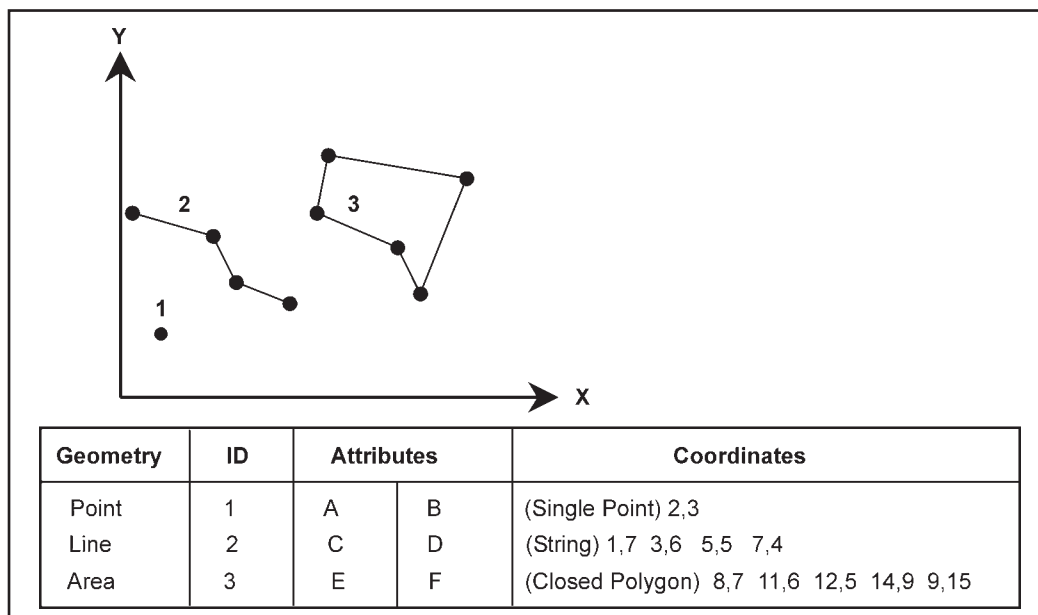 Y
2
3
1
X
Geometry ID Attributes Coordinates
Point 1 A B (Single Point) 2,3
Line 2 C D (String) 1,7 3,6 5,5 7,4
Area 3 E F (Closed Polygon) 8,7 11,6 12,5 14,9 9,15